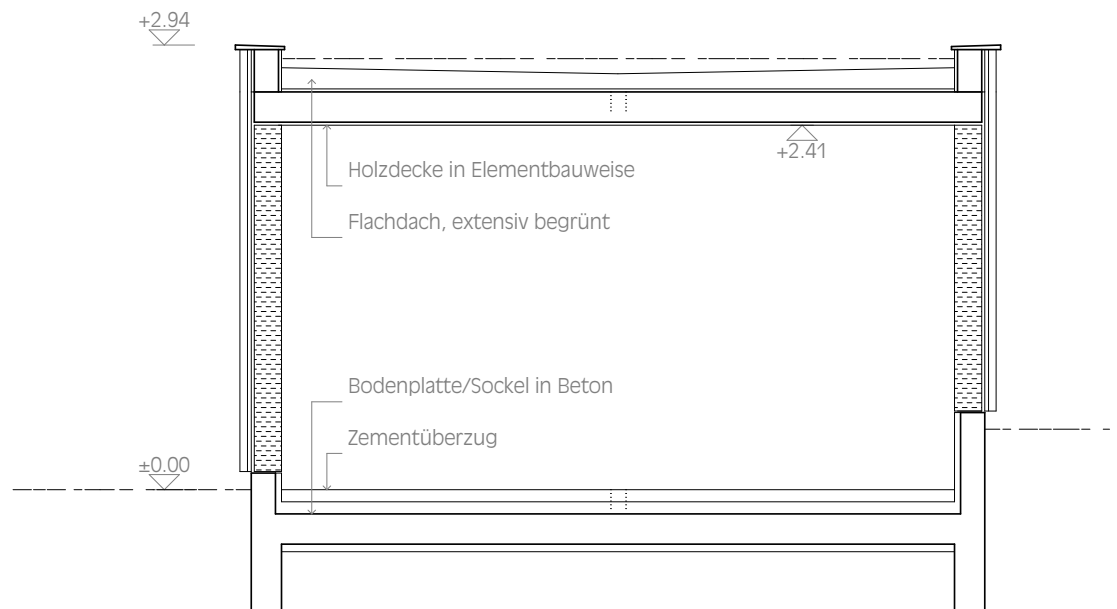 +2.94
+2.41
Holzdecke in Elementbauweise
Flachdach, extensiv begrünt
Bodenplatte/Sockel in Beton
Zementüberzug
±0.00